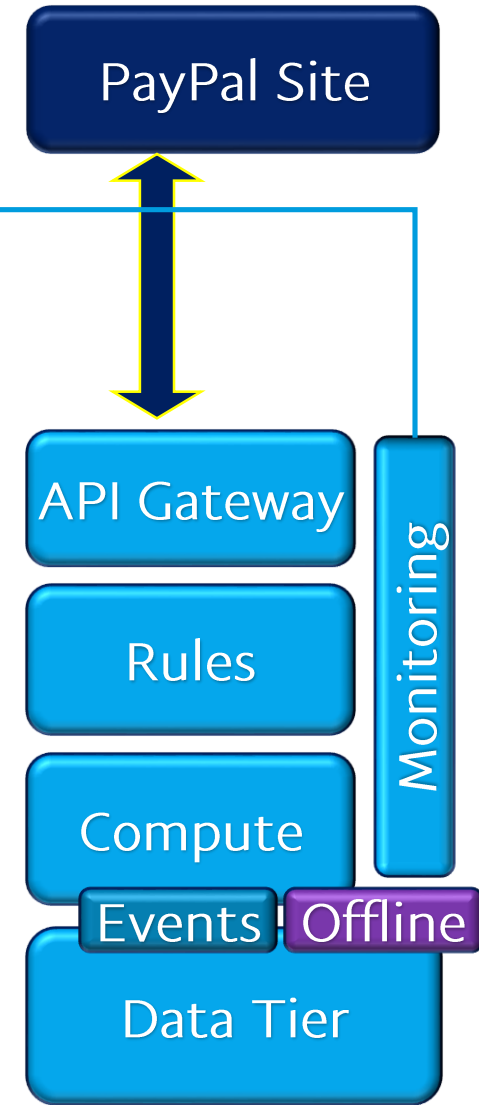 PayPal Site
API Gateway
Monitoring
Rules
Compute
Events
Offline
Data Tier